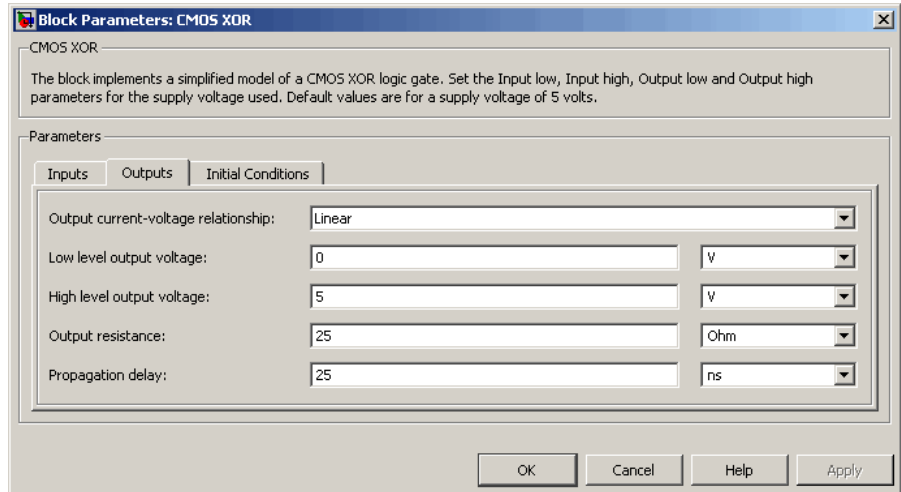 Block Parameters: CMOS XOR
CMOS XOR
The block implements a simplified model of a CMOS XOR logic gate. Set the Input low, Input high, Output low and Output high
parameters for the supply voltage used. Default values are for a supply voltage of 5 volts.
Parameters
Inputs Outputs Initial Conditions
Output current-voltage relationship: Linear
Low level output voltage: 0 V
High level output voltage: 5 V
Output resistance: 25 Ohm
Propagation delay: 25 ns
OK Cancel Help Apply